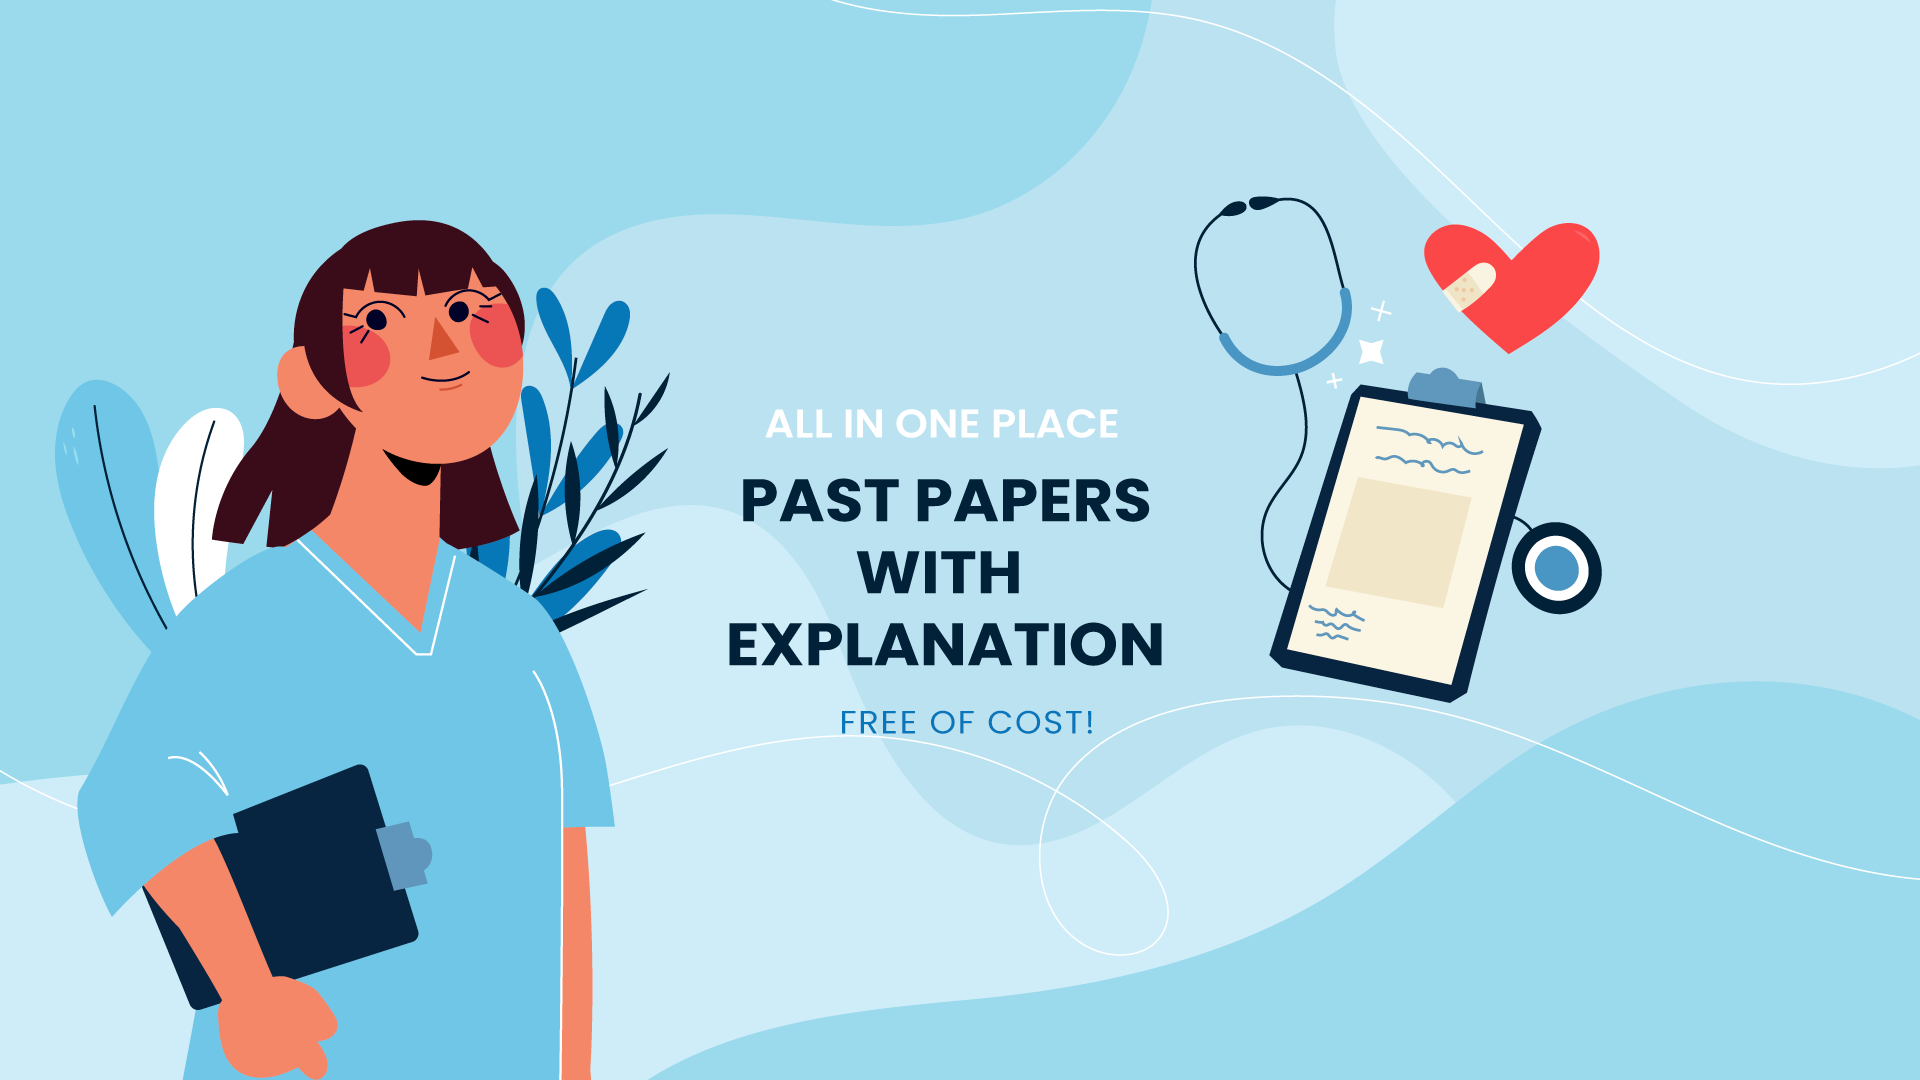 ALL IN ONE PLACE
PAST PAPERS
WITH
EXPLANATION
FREE OF COST!